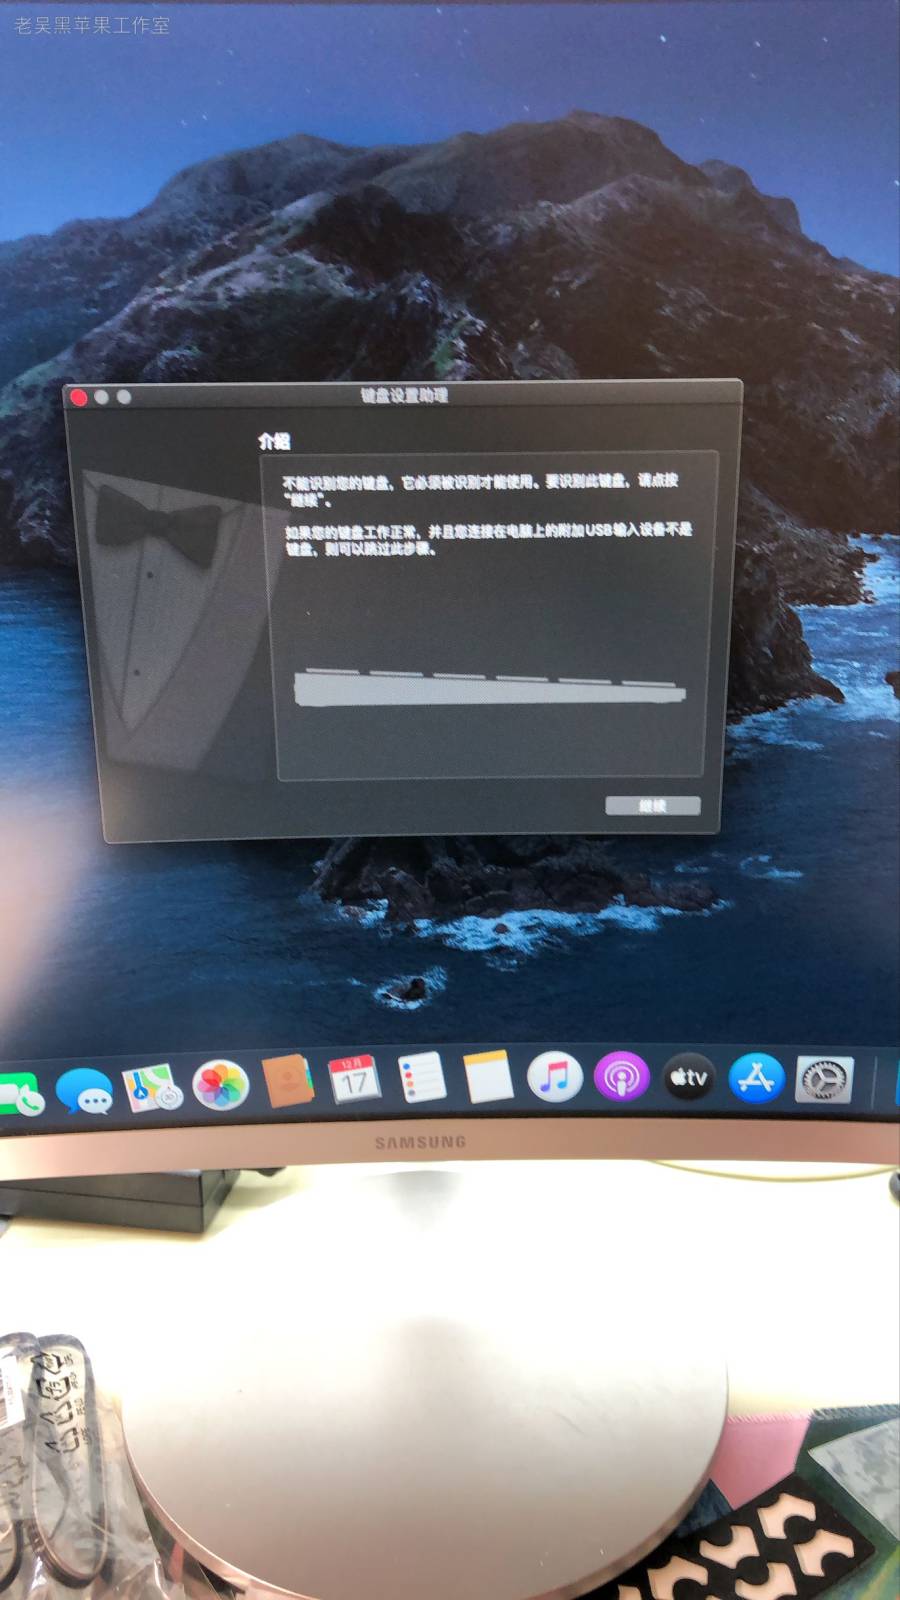 老吴黑苹果工作室
键盘设置助理
介绍
不能识别您的键盘，它必须被识别才能使用。要识别此键盘，请点按
“继续”。
如果您的键盘工作正常，并且您连接在电脑上的附加USB输入设备不是
键盘，则可以跳过此步骤。
继续
12月
17
3D
tv
SAMSUNG